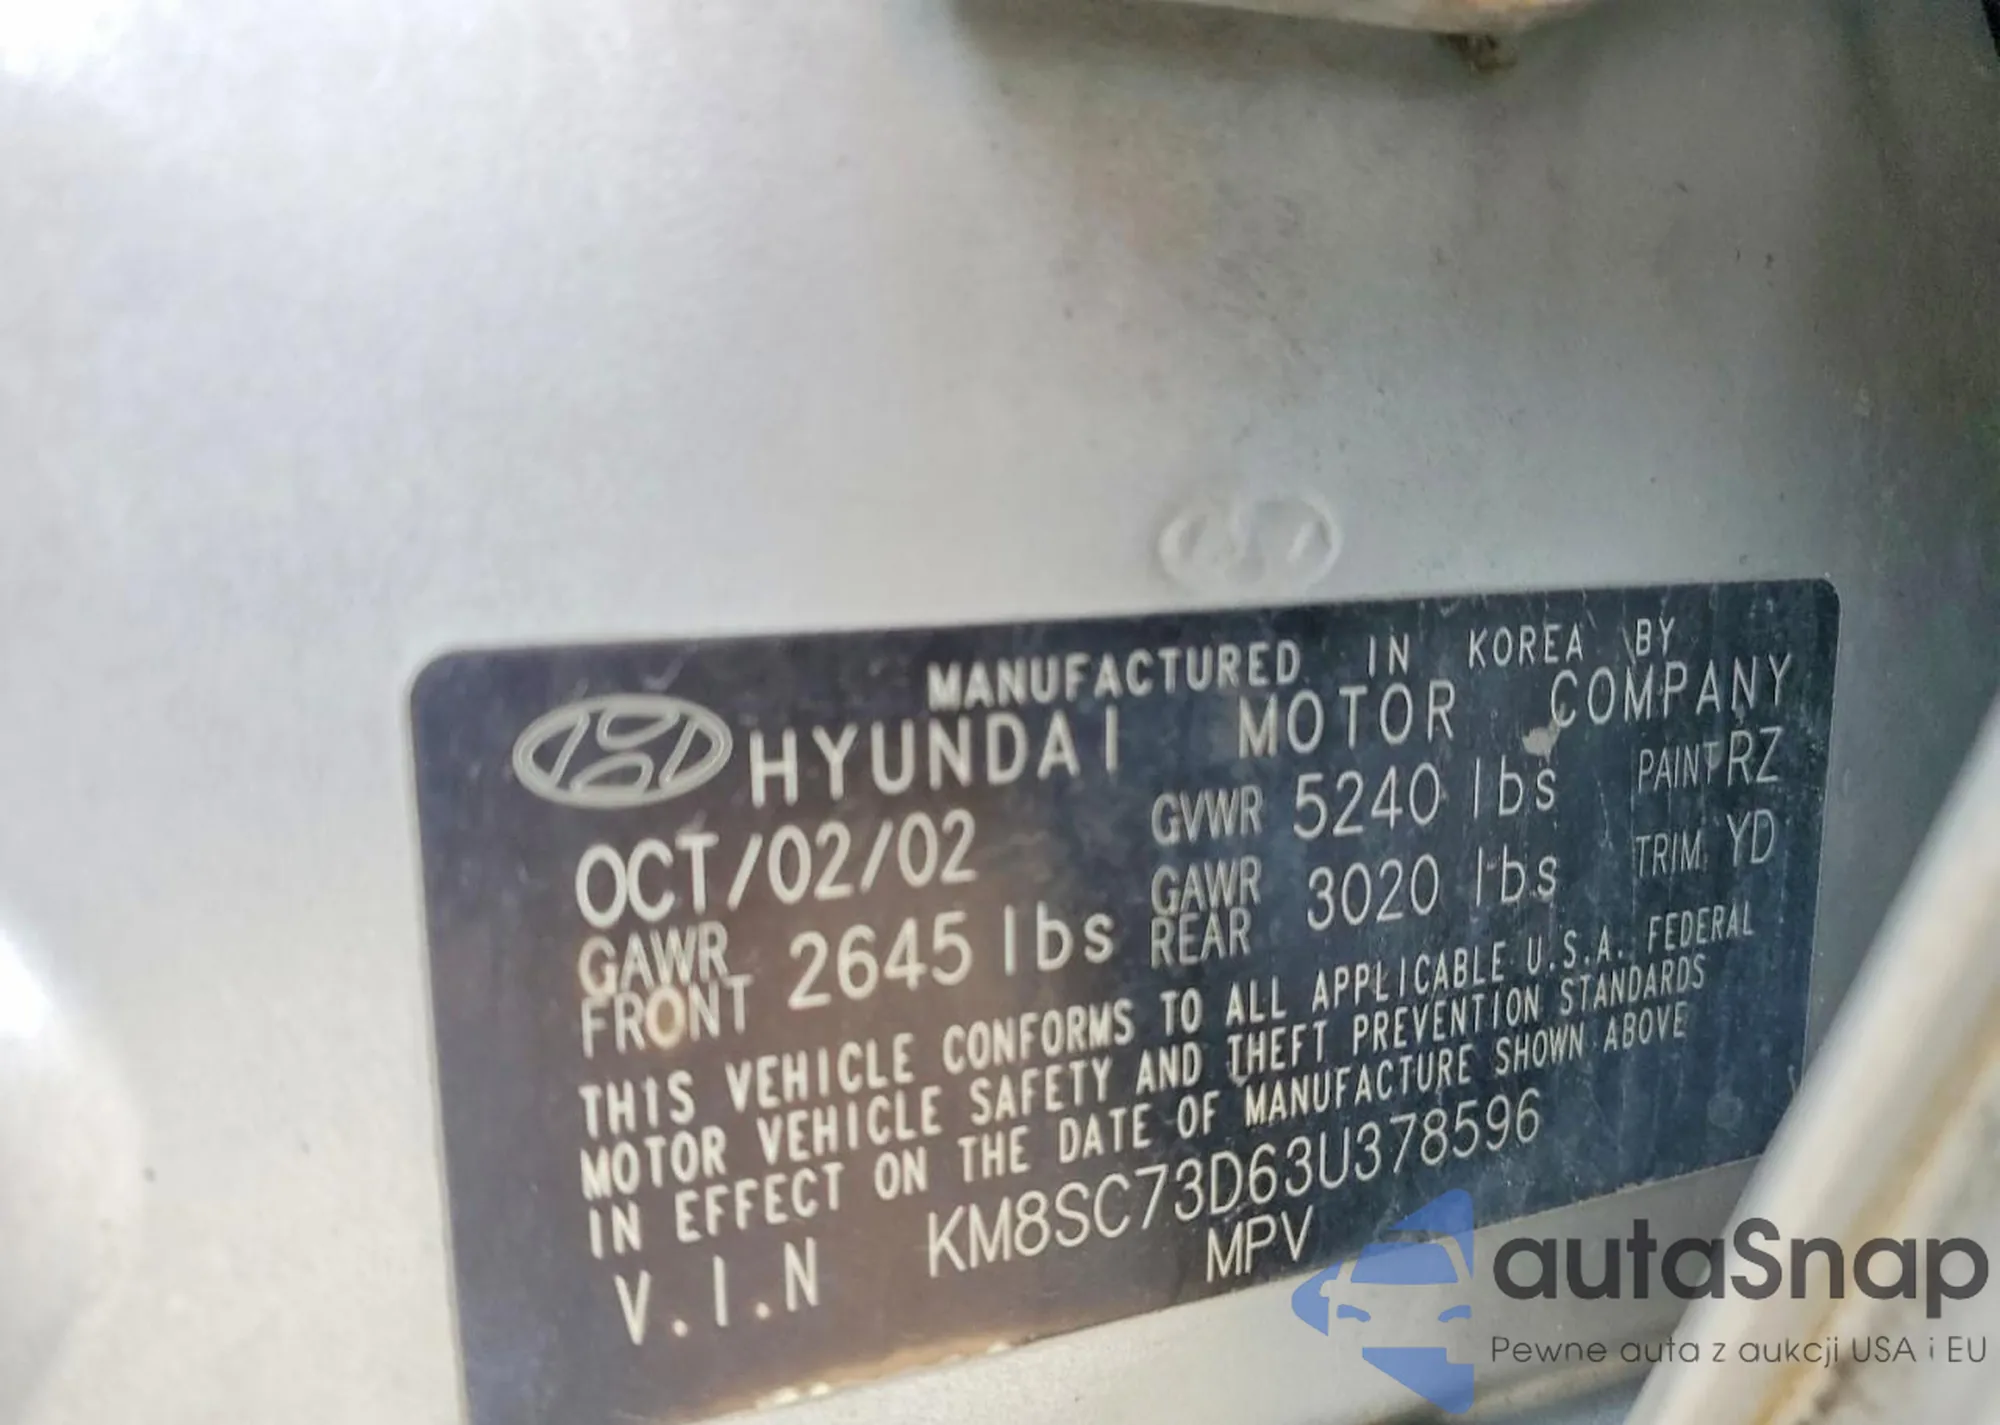 MANUFACTURED IN KOREA BY
HYUNDAI MOTOR COMPANY
OCT/02/02 GVWR 5240 lbs PAINT RZ
GAWR FRONT 2645 lbs GAWR REAR 3020 lbs TRIM YD
THIS VEHICLE CONFORMS TO ALL APPLICABLE U.S.A. FEDERAL
MOTOR VEHICLE SAFETY AND THEFT PREVENTION STANDARDS
IN EFFECT ON THE DATE OF MANUFACTURE SHOWN ABOVE
V.I.N KM8SC73D63U378596
MPV
autaSnap
Pewne auta z aukcji USA i EU